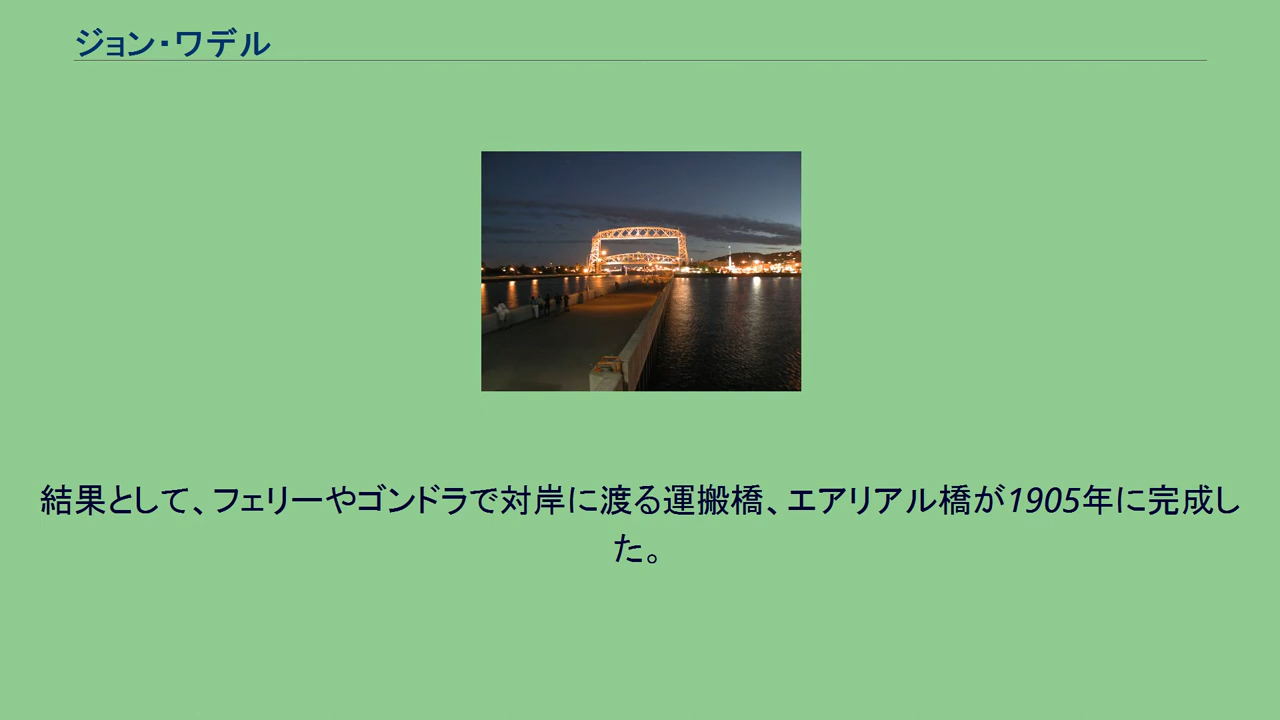 ジョン・ワデル
結果として、フェリーやゴンドラで対岸に渡る運搬橋、エアリアル橋が1905年に完成し
た。